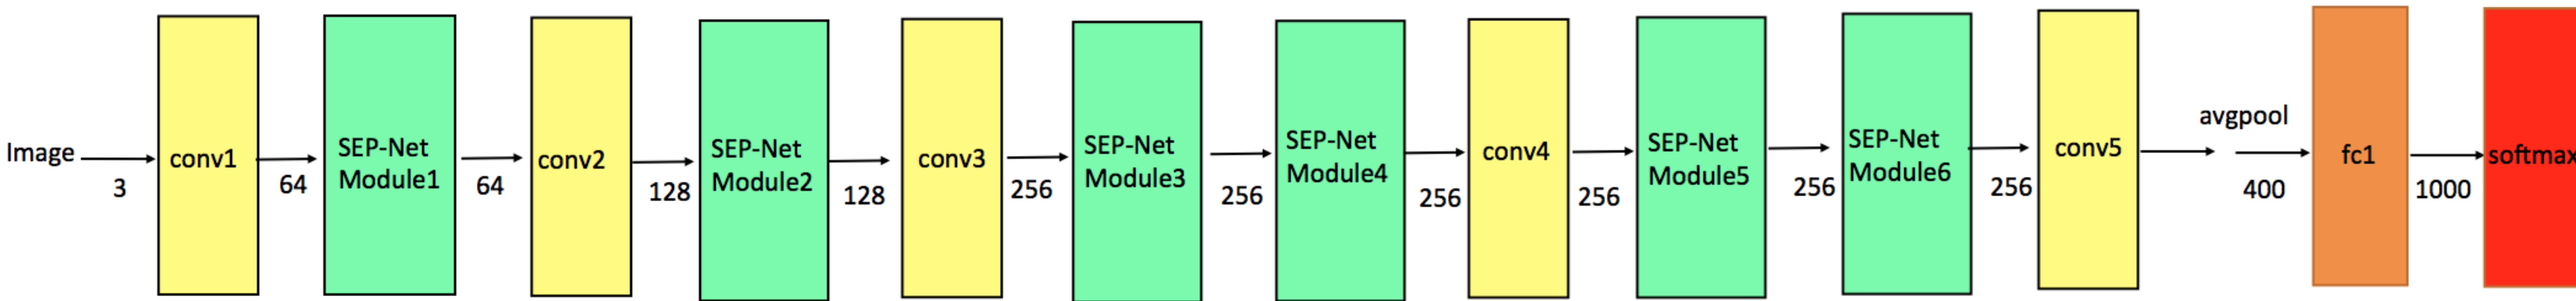 Image
3
conv1
64
SEP-Net
Module1
64
conv2
128
SEP-Net
Module2
128
conv3
256
SEP-Net
Module3
256
SEP-Net
Module4
256
conv4
256
SEP-Net
Module5
256
SEP-Net
Module6
256
conv5
avgpool
400
fc1
1000
softmax